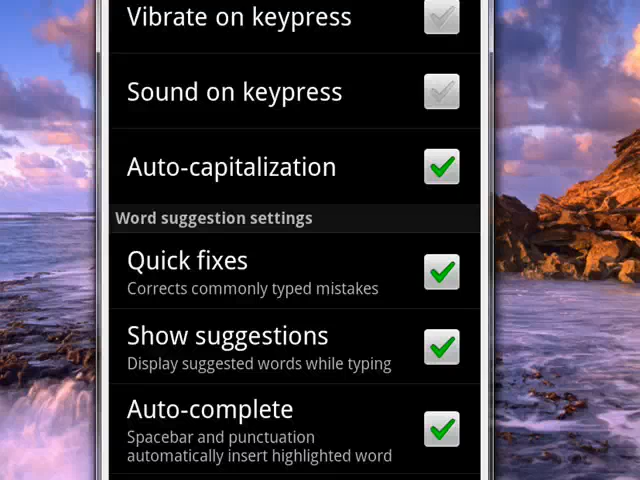 Vibrate on keypress
Sound on keypress
Auto-capitalization
Word suggestion settings
Quick fixes
Corrects commonly typed mistakes
Show suggestions
Display suggested words while typing
Auto-complete
Spacebar and punctuation
automatically insert highlighted word